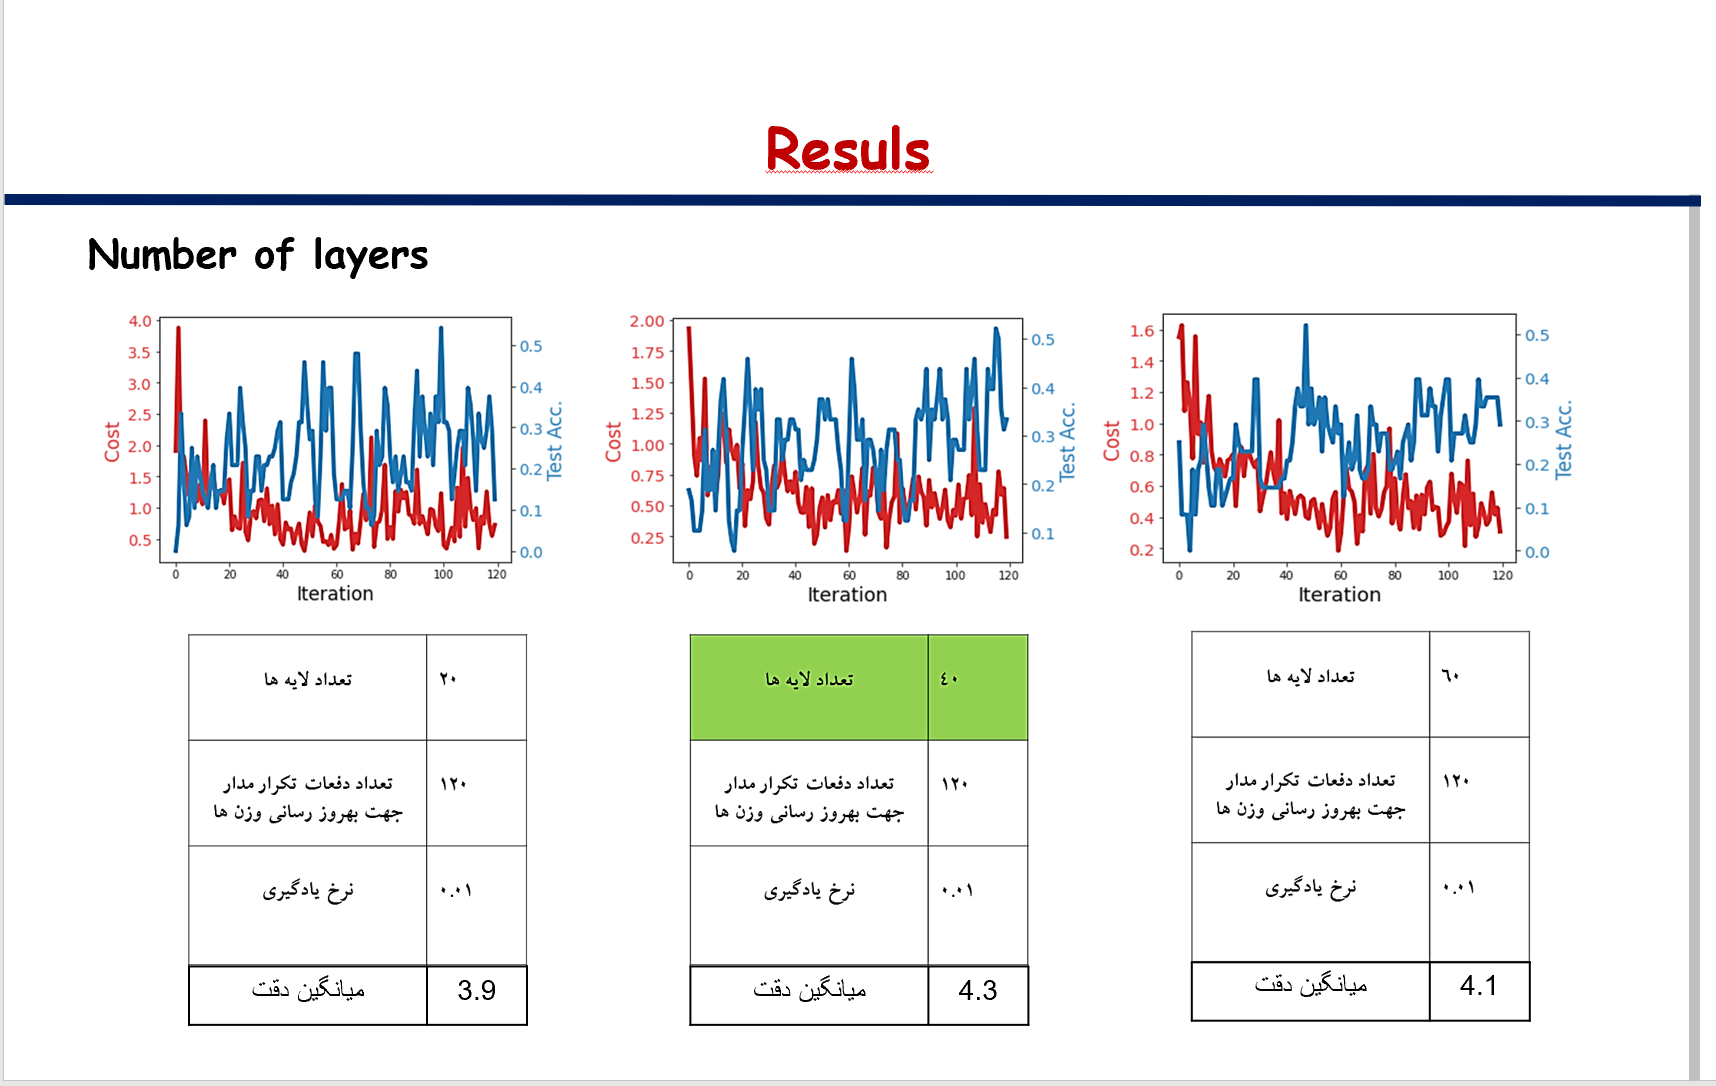 Resuls
Number of layers
4.0
3.5
3.0
2.5
2.0
1.5
1.0
0.5
Cost
0.5
0.4
0.3
0.2
0.1
0.0
Test Acc.
0 20 40 60 80 100 120
Iteration
2.00
1.75
1.50
1.25
1.00
0.75
0.50
0.25
Cost
0.5
0.4
0.3
0.2
0.1
Test Acc.
0 20 40 60 80 100 120
Iteration
1.6
1.4
1.2
1.0
0.8
0.6
0.4
0.2
Cost
0.5
0.4
0.3
0.2
0.1
0.0
Test Acc.
0 20 40 60 80 100 120
Iteration
تعداد لایه ها ۲۰
تعداد دفعات تکرار مدار ۱۲۰
جهت بهروز رسانی وزن ها
نرخ یادگیری ۰.۰۱
میانگین دقت 3.9
تعداد لایه ها ٤۰
تعداد دفعات تکرار مدار ۱۲۰
جهت بهروز رسانی وزن ها
نرخ یادگیری ۰.۰۱
میانگین دقت 4.3
تعداد لایه ها ٦۰
تعداد دفعات تکرار مدار ۱۲۰
جهت بهروز رسانی وزن ها
نرخ یادگیری ۰.۰۱
میانگین دقت 4.1